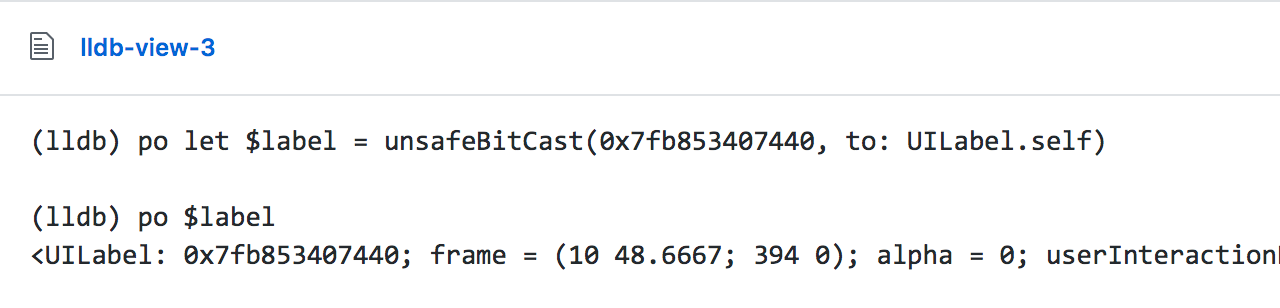 lldb-view-3
(lldb) po let $label = unsafeBitCast(0x7fb853407440, to: UILabel.self)
(lldb) po $label
<UILabel: 0x7fb853407440; frame = (10 48.6667; 394 0); alpha = 0; userInteraction